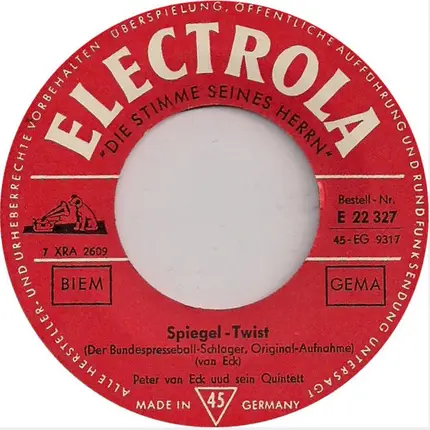 ALLE HERSTELLER- UND URHEBERRECHTE VORBEHALTEN ÜBERSPIELUNG, ÖFFENTLICHE AUFFÜHRUNG UND RUNDFUNKSENDUNG UNTERSAGT
ELECTROLA
"DIE STIMME SEINES HERRN"
Bestell-Nr.
E 22 327
7 XRA 2609
45-EG 9317
BIEM
GEMA
Spiegel-Twist
(Der Bundespresseball-Schlager, Original-Aufnahme)
(van Eck)
Peter van Eck uud sein Quintett
MADE IN 45 GERMANY